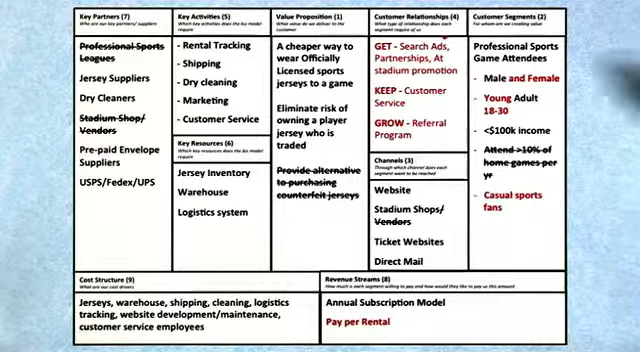 Key Partners (7)
Who are our key partners/ suppliers
Professional Sports
Leagues
Jersey Suppliers
Dry Cleaners
Stadium Shop/
Vendors
Pre-paid Envelope
Suppliers
USPS/Fedex/UPS
Key Activities (5)
Which key activities does the biz model
require
- Rental Tracking
- Shipping
- Dry cleaning
- Marketing
- Customer Service
Key Resources (6)
Which key resources does the biz model
require
Jersey Inventory
Warehouse
Logistics system
Value Proposition (1)
What value do we deliver to the
customer
A cheaper way to
wear Officially
Licensed sports
jerseys to a game
Eliminate risk of
owning a player
jersey who is
traded
Provide alternative
to purchasing
counterfeit jerseys
Customer Relationships (4)
What type of relationship does each
segment require of us
GET - Search Ads,
Partnerships, At
stadium promotion
KEEP - Customer
Service
GROW - Referral
Program
Channels (3)
Through which channel does each
segment want to be reached
Website
Stadium Shops/
Vendors
Ticket Websites
Direct Mail
Customer Segments (2)
For whom are we creating value
Professional Sports
Game Attendees
- Male and Female
- Young Adult
18-30
- <$100k income
- Attend >10% of
home games per
yr
- Casual sports
fans
Cost Structure (9)
What are our cost drivers
Jerseys, warehouse, shipping, cleaning, logistics
tracking, website development/maintenance,
customer service employees
Revenue Streams (8)
How much is each segment willing to pay and how would they like to pay us this amount
Annual Subscription Model
Pay per Rental